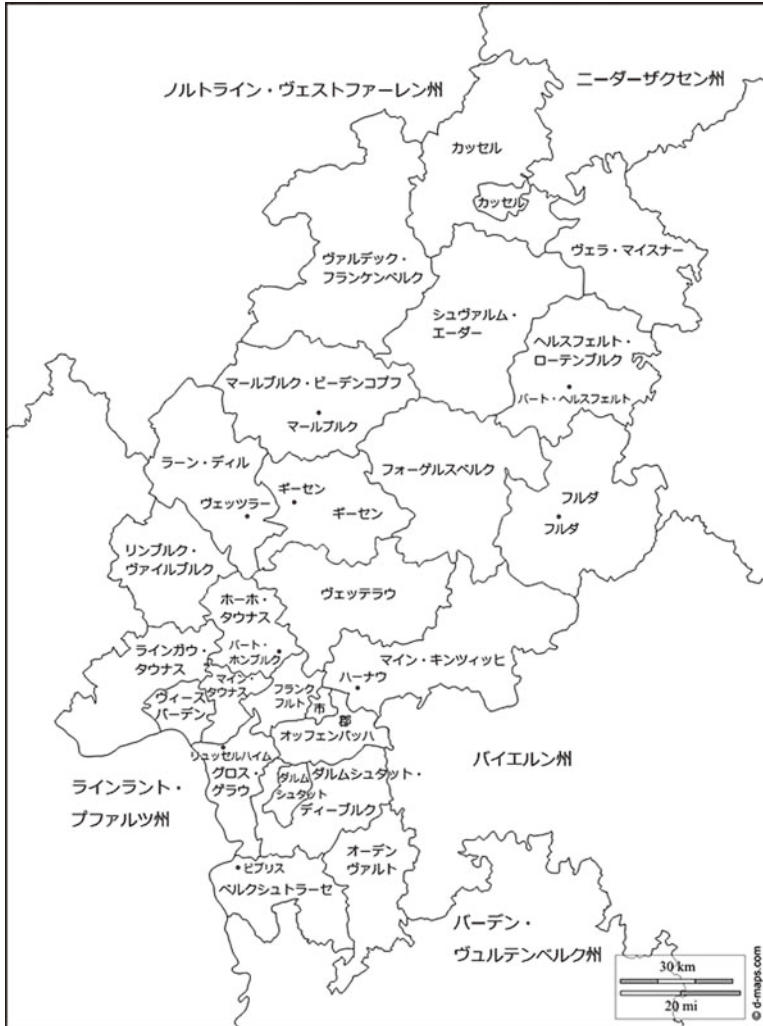 ノルトライン・ヴェストファーレン州
ニーダーザクセン州
カッセル
カッセル
ヴェラ・マイスナー
ヴァルデック・
フランケンベルク
シュヴァルム・
エーダー
ヘルスフェルト・
ローテンブルク
バート・ヘルスフェルト
マールブルク・ビーデンコプフ
マールブルク
ラーン・ディル
ヴェッツラー
ギーセン
ギーセン
フォーゲルスベルク
フルダ
フルダ
リンブルク・
ヴァイルブルク
ヴェッテラウ
ホーホ・
タウナス
バート・
ホンブルク
ラインガウ・
タウナス
マイン・
タウナス
ヴィース
バーデン
フランク
フルト
マイン・キンツィッヒ
ハーナウ
市
郡
オッフェンバッハ
リュッセルハイム
グロス・
ゲラウ
ダルム
シュタット
ダルムシュタット・
ディーブルク
バイエルン州
ラインラント・
プファルツ州
オーデン
ヴァルト
ビブリス
ベルクシュトラーセ
バーデン・
ヴュルテンベルク州
30 km
20 mi
© d-maps.com